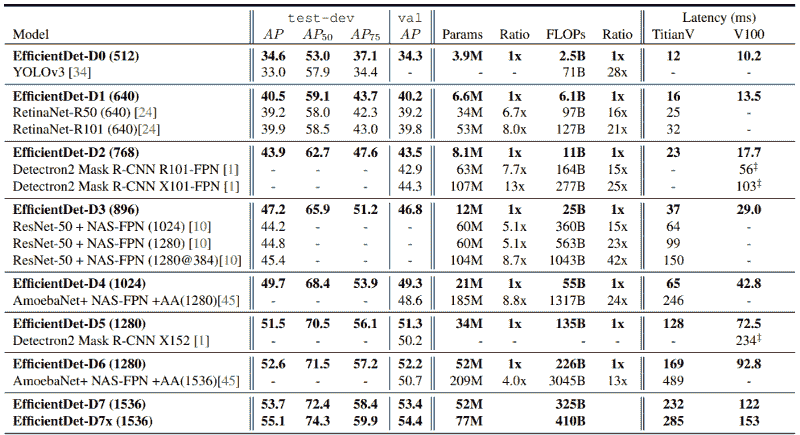 test-dev val Latency (ms)
Model AP AP50 AP75 AP Params Ratio FLOPs Ratio TitianV V100
EfficientDet-D0 (512) 34.6 53.0 37.1 34.3 3.9M 1x 2.5B 1x 12 10.2
YOLOv3 [34] 33.0 57.9 34.4 - - - 71B 28x - -
EfficientDet-D1 (640) 40.5 59.1 43.7 40.2 6.6M 1x 6.1B 1x 16 13.5
RetinaNet-R50 (640) [24] 39.2 58.0 42.3 39.2 34M 6.7x 97B 16x 25 -
RetinaNet-R101 (640)[24] 39.9 58.5 43.0 39.8 53M 8.0x 127B 21x 32 -
EfficientDet-D2 (768) 43.9 62.7 47.6 43.5 8.1M 1x 11B 1x 23 17.7
Detectron2 Mask R-CNN R101-FPN [1] - - - 42.9 63M 7.7x 164B 15x - 56‡
Detectron2 Mask R-CNN X101-FPN [1] - - - 44.3 107M 13x 277B 25x - 103‡
EfficientDet-D3 (896) 47.2 65.9 51.2 46.8 12M 1x 25B 1x 37 29.0
ResNet-50 + NAS-FPN (1024) [10] 44.2 - - - 60M 5.1x 360B 15x 64 -
ResNet-50 + NAS-FPN (1280) [10] 44.8 - - - 60M 5.1x 563B 23x 99 -
ResNet-50 + NAS-FPN (1280@384)[10] 45.4 - - - 104M 8.7x 1043B 42x 150 -
EfficientDet-D4 (1024) 49.7 68.4 53.9 49.3 21M 1x 55B 1x 65 42.8
AmoebaNet+ NAS-FPN +AA(1280)[45] - - - 48.6 185M 8.8x 1317B 24x 246 -
EfficientDet-D5 (1280) 51.5 70.5 56.1 51.3 34M 1x 135B 1x 128 72.5
Detectron2 Mask R-CNN X152 [1] - - - 50.2 - - - - - 234‡
EfficientDet-D6 (1280) 52.6 71.5 57.2 52.2 52M 1x 226B 1x 169 92.8
AmoebaNet+ NAS-FPN +AA(1536)[45] - - - 50.7 209M 4.0x 3045B 13x 489 -
EfficientDet-D7 (1536) 53.7 72.4 58.4 53.4 52M 325B 232 122
EfficientDet-D7x (1536) 55.1 74.3 59.9 54.4 77M 410B 285 153